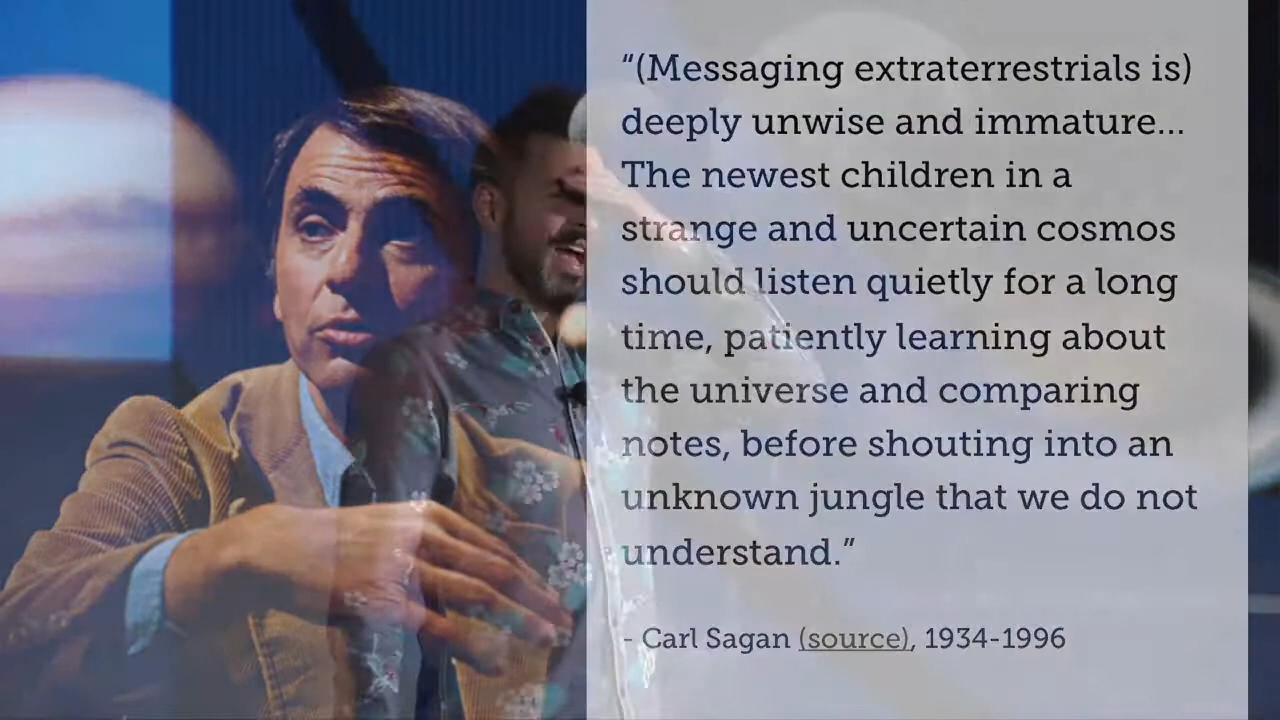 “(Messaging extraterrestrials is)
deeply unwise and immature...
The newest children in a
strange and uncertain cosmos
should listen quietly for a long
time, patiently learning about
the universe and comparing
notes, before shouting into an
unknown jungle that we do not
understand.”
- Carl Sagan (source), 1934-1996